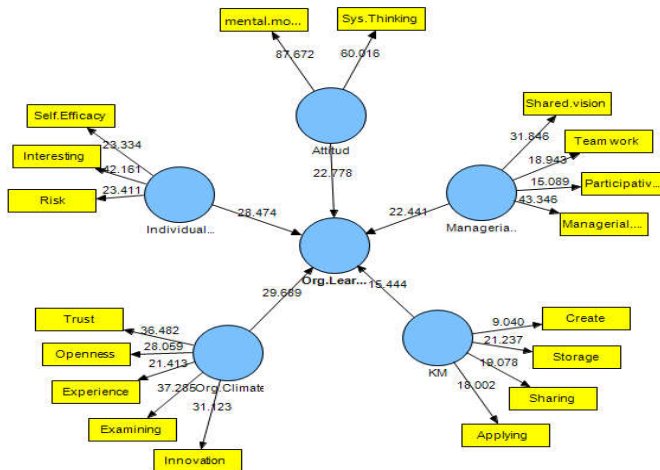 mental.mo...
Sys.Thinking
87.672
60.016
Attitud
22.778
Self.Efficacy
Interesting
Risk
23.334
42.161
23.411
Individual...
28.474
Shared.vision
Team work
Participativ...
Managerial....
31.846
18.943
15.089
43.346
Manageria..
22.441
Org.Lear...
29.689
15.444
Trust
Openness
Experience
Examining
Innovation
36.482
28.059
21.413
37.285
31.123
Org.Climate
KM
Create
Storage
Sharing
Applying
9.040
21.237
19.078
18.002